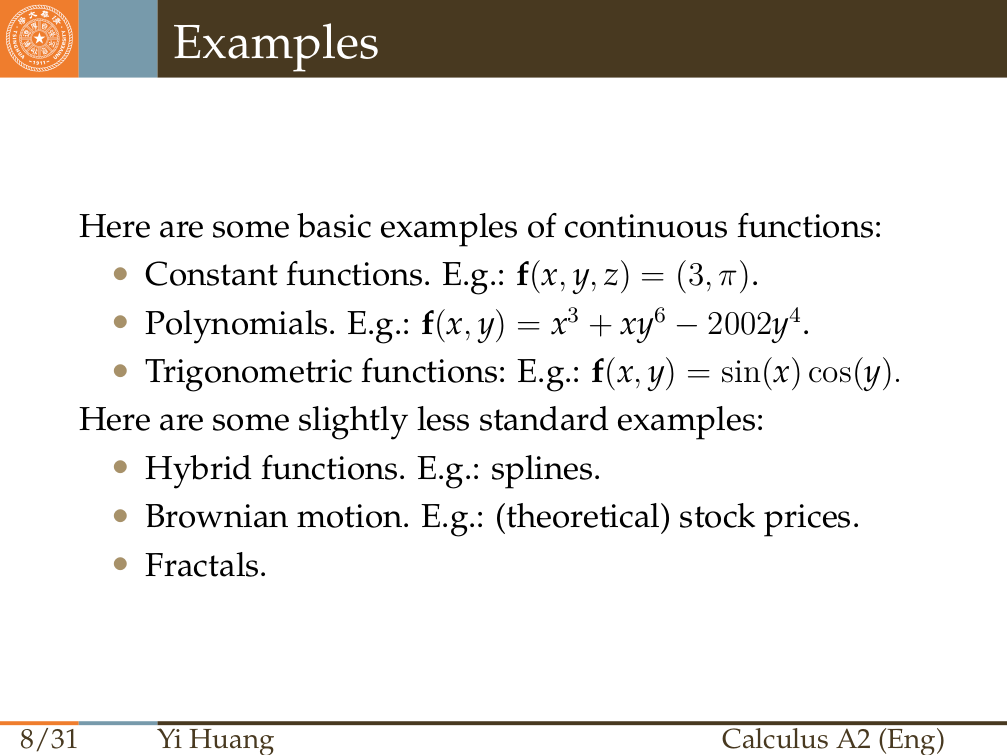 Examples
Here are some basic examples of continuous functions:
• Constant functions. E.g.: f(x, y, z) = (3, π).
• Polynomials. E.g.: f(x, y) = x³ + xy⁶ − 2002y⁴.
• Trigonometric functions: E.g.: f(x, y) = sin(x) cos(y).
Here are some slightly less standard examples:
• Hybrid functions. E.g.: splines.
• Brownian motion. E.g.: (theoretical) stock prices.
• Fractals.
8/31 Yi Huang Calculus A2 (Eng)